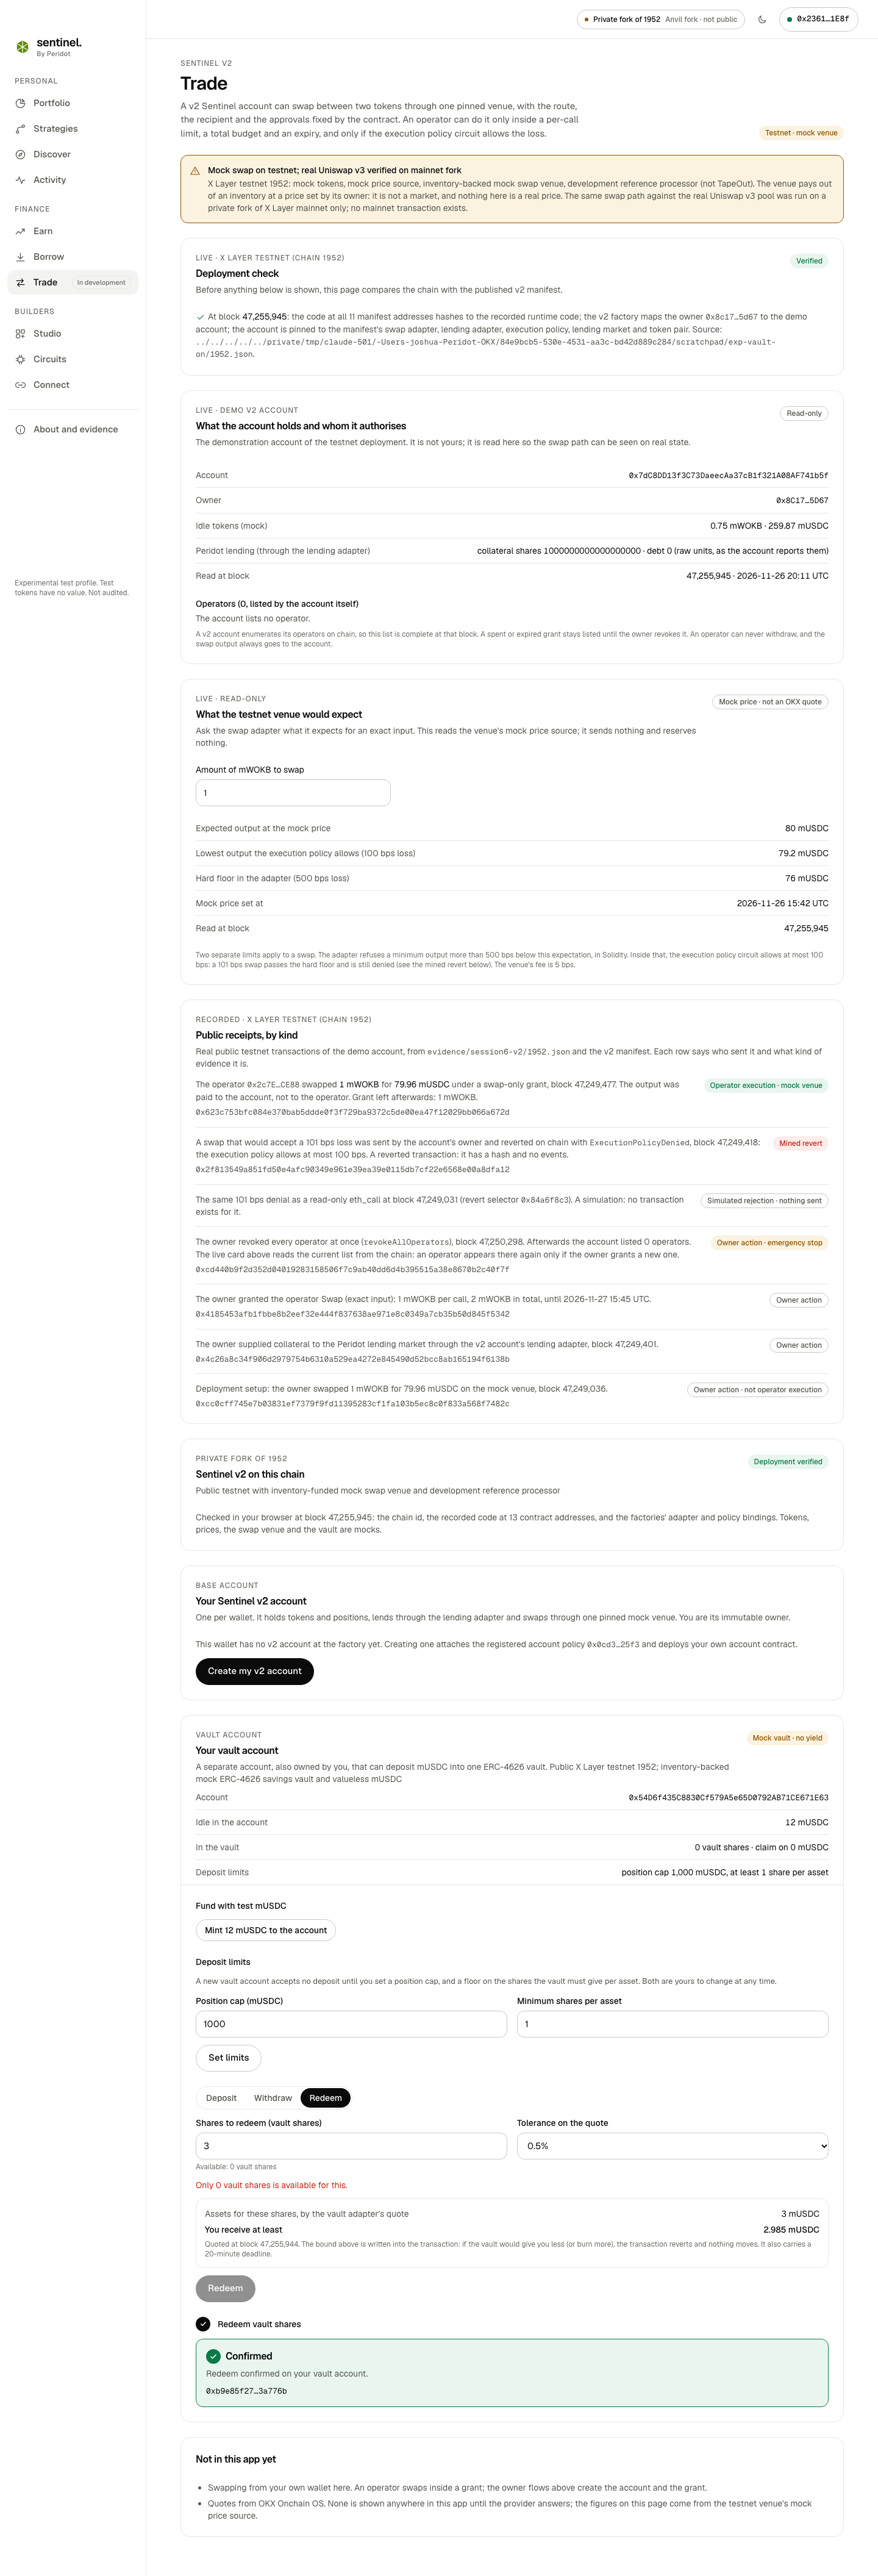 sentinel.
By Peridot
PERSONAL
Portfolio
Strategies
Discover
Activity
FINANCE
Earn
Borrow
Trade
In development
BUILDERS
Studio
Circuits
Connect
About and evidence
Experimental test profile. Test
tokens have no value. Not audited.
Private fork of 1952 Anvil fork · not public
0x2361…1E8f
SENTINEL V2
Trade
A v2 Sentinel account can swap between two tokens through one pinned venue, with the route,
the recipient and the approvals fixed by the contract. An operator can do it only inside a per-call
limit, a total budget and an expiry, and only if the execution policy circuit allows the loss.
Testnet · mock venue
Mock swap on testnet; real Uniswap v3 verified on mainnet fork
X Layer testnet 1952: mock tokens, mock price source, inventory-backed mock swap venue, development reference processor (not TapeOut). The venue pays out
of an inventory at a price set by its owner: it is not a market, and nothing here is a real price. The same swap path against the real Uniswap v3 pool was run on a
private fork of X Layer mainnet only; no mainnet transaction exists.
LIVE · X LAYER TESTNET (CHAIN 1952)
Deployment check
Verified
Before anything below is shown, this page compares the chain with the published v2 manifest.
At block 47,255,945: the code at all 11 manifest addresses hashes to the recorded runtime code; the v2 factory maps the owner 0x8c17…5d67 to the demo
account; the account is pinned to the manifest's swap adapter, lending adapter, execution policy, lending market and token pair. Source:
../../../../../private/tmp/claude-501/-Users-joshua-Peridot-OKX/84e9bcb5-530e-4531-aa3c-bd42d889c284/scratchpad/exp-vault-
on/1952.json.
LIVE · DEMO V2 ACCOUNT
What the account holds and whom it authorises
Read-only
The demonstration account of the testnet deployment. It is not yours; it is read here so the swap path can be seen on real state.
Account 0x7dC8DD13f3C73DaeecAa37cB1f321A08AF741b5f
Owner 0x8C17…5D67
Idle tokens (mock) 0.75 mWOKB · 259.87 mUSDC
Peridot lending (through the lending adapter) collateral shares 1000000000000000000 · debt 0 (raw units, as the account reports them)
Read at block 47,255,945 · 2026-11-26 20:11 UTC
Operators (0, listed by the account itself)
The account lists no operator.
A v2 account enumerates its operators on chain, so this list is complete at that block. A spent or expired grant stays listed until the owner revokes it. An operator can never withdraw, and the
swap output always goes to the account.
LIVE · READ-ONLY
What the testnet venue would expect
Mock price · not an OKX quote
Ask the swap adapter what it expects for an exact input. This reads the venue's mock price source; it sends nothing and reserves
nothing.
Amount of mWOKB to swap
1
Expected output at the mock price 80 mUSDC
Lowest output the execution policy allows (100 bps loss) 79.2 mUSDC
Hard floor in the adapter (500 bps loss) 76 mUSDC
Mock price set at 2026-11-26 15:42 UTC
Read at block 47,255,945
Two separate limits apply to a swap. The adapter refuses a minimum output more than 500 bps below this expectation, in Solidity. Inside that, the execution policy circuit allows at most 100
bps: a 101 bps swap passes the hard floor and is still denied (see the mined revert below). The venue's fee is 5 bps.
RECORDED · X LAYER TESTNET (CHAIN 1952)
Public receipts, by kind
Real public testnet transactions of the demo account, from evidence/session6-v2/1952.json and the v2 manifest. Each row says who sent it and what kind of
evidence it is.
The operator 0x2c7E…CE88 swapped 1 mWOKB for 79.96 mUSDC under a swap-only grant, block 47,249,477. The output was
paid to the account, not to the operator. Grant left afterwards: 1 mWOKB.
Operator execution · mock venue
0x623c753bfc084e370bab5ddde0f3f729ba9372c5de00ea47f12029bb066a672d
A swap that would accept a 101 bps loss was sent by the account's owner and reverted on chain with ExecutionPolicyDenied, block 47,249,418:
the execution policy allows at most 100 bps. A reverted transaction: it has a hash and no events.
Mined revert
0x2f813549a851fd50e4afc90349e961e39ea39e0115db7cf22e6568e00a8dfa12
The same 101 bps denial as a read-only eth_call at block 47,249,031 (revert selector 0x84a6f8c3). A simulation: no transaction
exists for it.
Simulated rejection · nothing sent
The owner revoked every operator at once (revokeAllOperators), block 47,250,298. Afterwards the account listed 0 operators.
The live card above reads the current list from the chain: an operator appears there again only if the owner grants a new one.
Owner action · emergency stop
0xcd440b9f2d352d04019283158506f7c9ab40dd6d4b395515a38e8670b2c40f7f
The owner granted the operator Swap (exact input): 1 mWOKB per call, 2 mWOKB in total, until 2026-11-27 15:45 UTC.
Owner action
0x4185453afb1fbbe8b2eef32e444f837638ae971e8c0349a7cb35b50d845f5342
The owner supplied collateral to the Peridot lending market through the v2 account's lending adapter, block 47,249,401.
Owner action
0x4c26a8c34f906d2979754b6310a529ea4272e845490d52bcc8ab165194f6138b
Deployment setup: the owner swapped 1 mWOKB for 79.96 mUSDC on the mock venue, block 47,249,036.
Owner action · not operator execution
0xcc0cff745e7b03831ef7379f9fd11395283cf1fa103b5ec8c0f833a568f7482c
PRIVATE FORK OF 1952
Sentinel v2 on this chain
Deployment verified
Public testnet with inventory-funded mock swap venue and development reference processor
Checked in your browser at block 47,255,945: the chain id, the recorded code at 13 contract addresses, and the factories' adapter and policy bindings. Tokens,
prices, the swap venue and the vault are mocks.
BASE ACCOUNT
Your Sentinel v2 account
One per wallet. It holds tokens and positions, lends through the lending adapter and swaps through one pinned mock venue. You are its immutable owner.
This wallet has no v2 account at the factory yet. Creating one attaches the registered account policy 0x0cd3…25f3 and deploys your own account contract.
Create my v2 account
VAULT ACCOUNT
Your vault account
Mock vault · no yield
A separate account, also owned by you, that can deposit mUSDC into one ERC-4626 vault. Public X Layer testnet 1952; inventory-backed
mock ERC-4626 savings vault and valueless mUSDC
Account 0x54D6f435C8830Cf579A5e65D0792AB71CE671E63
Idle in the account 12 mUSDC
In the vault 0 vault shares · claim on 0 mUSDC
Deposit limits position cap 1,000 mUSDC, at least 1 share per asset
Fund with test mUSDC
Mint 12 mUSDC to the account
Deposit limits
A new vault account accepts no deposit until you set a position cap, and a floor on the shares the vault must give per asset. Both are yours to change at any time.
Position cap (mUSDC) Minimum shares per asset
1000 1
Set limits
Deposit Withdraw Redeem
Shares to redeem (vault shares) Tolerance on the quote
3 0.5%
Available: 0 vault shares
Only 0 vault shares is available for this.
Assets for these shares, by the vault adapter's quote 3 mUSDC
You receive at least 2.985 mUSDC
Quoted at block 47,255,944. The bound above is written into the transaction: if the vault would give you less (or burn more), the transaction reverts and nothing moves. It also carries a
20-minute deadline.
Redeem
Redeem vault shares
Confirmed
Redeem confirmed on your vault account.
0xb9e85f27…3a776b
Not in this app yet
• Swapping from your own wallet here. An operator swaps inside a grant; the owner flows above create the account and the grant.
• Quotes from OKX Onchain OS. None is shown anywhere in this app until the provider answers; the figures on this page come from the testnet venue's mock
price source.